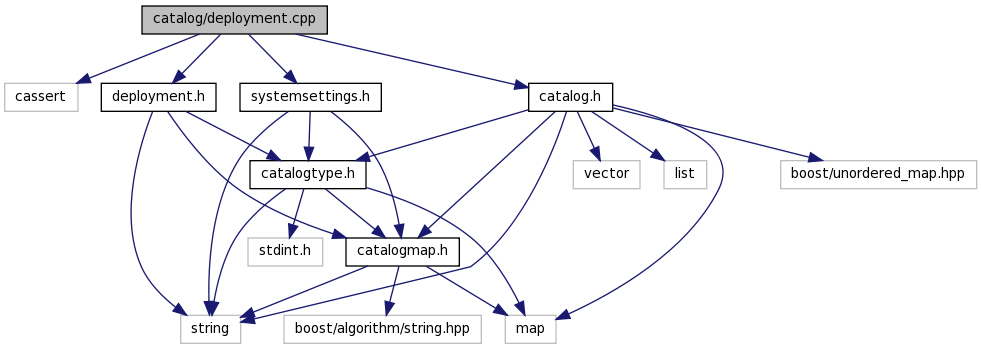 catalog/deployment.cpp
cassert
deployment.h
systemsettings.h
catalog.h
catalogtype.h
vector
list
boost/unordered_map.hpp
stdint.h
catalogmap.h
string
boost/algorithm/string.hpp
map